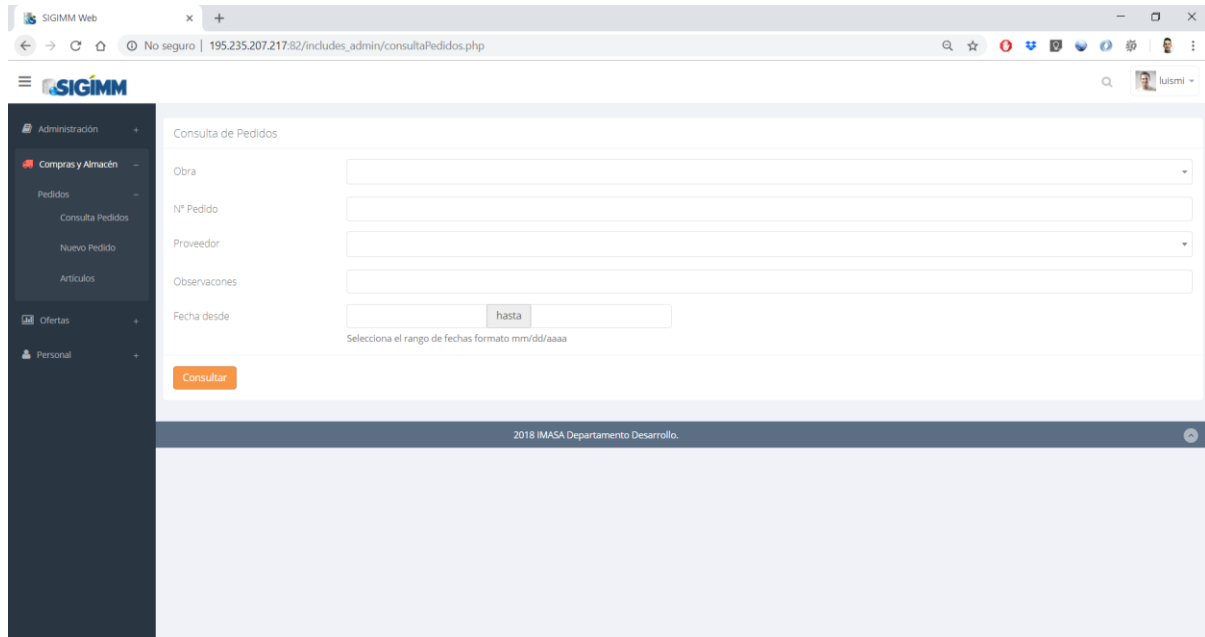 SIGIMM Web
No seguro | 195.235.207.217:82/includes_admin/consultaPedidos.php
SIGÍMM
luismi
Administración +
Compras y Almacén −
Pedidos −
Consulta Pedidos
Nuevo Pedido
Artículos
Ofertas +
Personal +
Consulta de Pedidos
Obra
Nº Pedido
Proveedor
Observacones
Fecha desde
hasta
Selecciona el rango de fechas formato mm/dd/aaaa
Consultar
2018 IMASA Departamento Desarrollo.